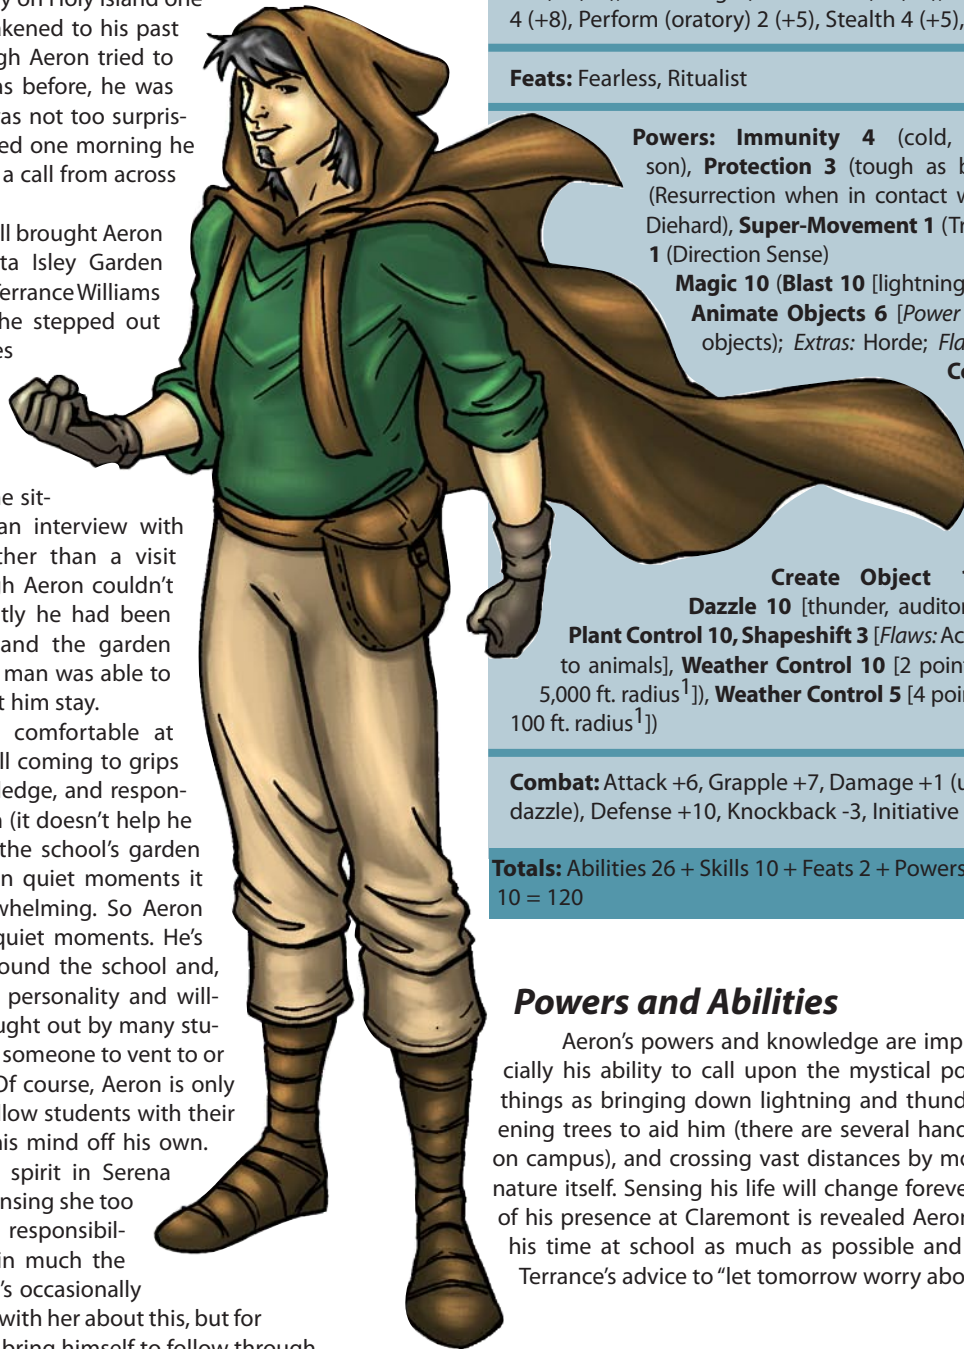 y on Holy Island one
kened to his past
gh Aeron tried to
as before, he was
as not too surpris-
ed one morning he
a call from across
ll brought Aeron
ta Isley Garden
Terrance Williams
he stepped out
es
ne sit-
an interview with
ther than a visit
gh Aeron couldn't
tly he had been
and the garden
man was able to
t him stay.
comfortable at
ll coming to grips
ledge, and respon-
n (it doesn't help he
the school's garden
n quiet moments it
whelming. So Aeron
quiet moments. He's
ound the school and,
personality and will-
ught out by many stu-
someone to vent to or
Of course, Aeron is only
llow students with their
his mind off his own.
spirit in Serena
nsing she too
responsibil-
in much the
's occasionally
with her about this, but for
bring himself to follow through
4 (+8), Perform (oratory) 2 (+5), Stealth 4 (+5),
Feats: Fearless, Ritualist
Powers: Immunity 4 (cold,
son), Protection 3 (tough as b
(Resurrection when in contact w
Diehard), Super-Movement 1 (Tr
1 (Direction Sense)
Magic 10 (Blast 10 [lightning
Animate Objects 6 [Power
objects); Extras: Horde; Fla
Co
Create Object 1
Dazzle 10 [thunder, auditor
Plant Control 10, Shapeshift 3 [Flaws: Ac
to animals], Weather Control 10 [2 point
5,000 ft. radius1]), Weather Control 5 [4 poi
100 ft. radius1])
Combat: Attack +6, Grapple +7, Damage +1 (u
dazzle), Defense +10, Knockback -3, Initiative
Totals: Abilities 26 + Skills 10 + Feats 2 + Powers
10 = 120
Powers and Abilities
Aeron's powers and knowledge are imp
cially his ability to call upon the mystical po
things as bringing down lightning and thund
ening trees to aid him (there are several hand
on campus), and crossing vast distances by mo
nature itself. Sensing his life will change foreve
of his presence at Claremont is revealed Aeron
his time at school as much as possible and
Terrance's advice to "let tomorrow worry abo